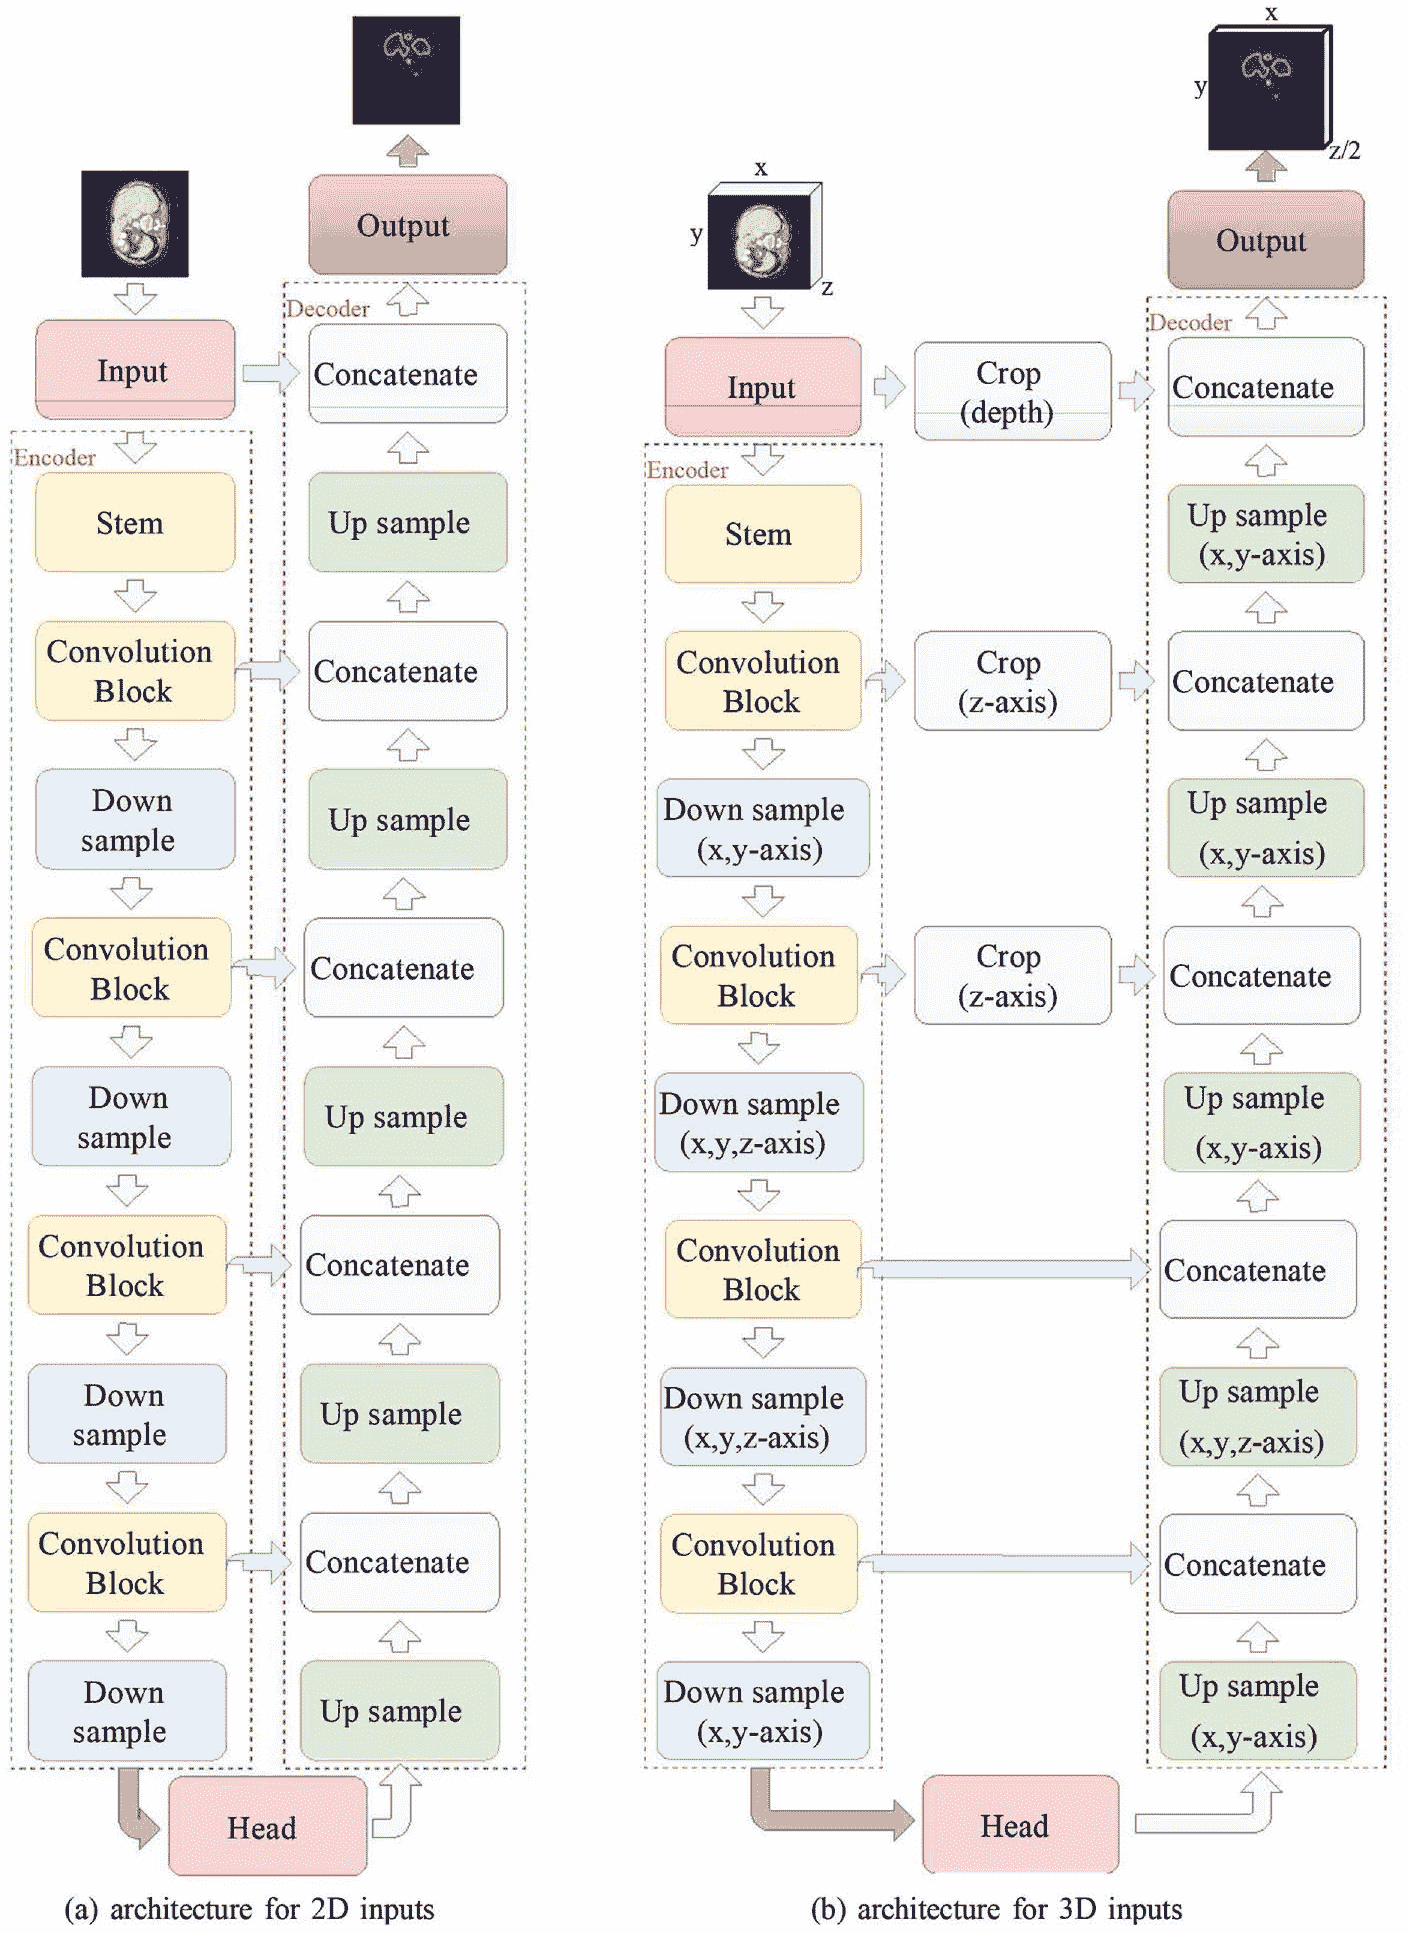 Input
Encoder
Stem
Convolution
Block
Down
sample
Convolution
Block
Down
sample
Convolution
Block
Down
sample
Convolution
Block
Down
sample
Head
Output
Decoder
Concatenate
Up sample
Concatenate
Up sample
Concatenate
Up sample
Concatenate
Up sample
Concatenate
Up sample
(a) architecture for 2D inputs
x
y
z
Input
Encoder
Stem
Convolution
Block
Down sample
(x,y-axis)
Convolution
Block
Down sample
(x,y,z-axis)
Convolution
Block
Down sample
(x,y,z-axis)
Convolution
Block
Down sample
(x,y-axis)
Head
Crop
(depth)
Crop
(z-axis)
Crop
(z-axis)
x
y
z/2
Output
Decoder
Concatenate
Up sample
(x,y-axis)
Concatenate
Up sample
(x,y-axis)
Concatenate
Up sample
(x,y-axis)
Concatenate
Up sample
(x,y,z-axis)
Concatenate
Up sample
(x,y-axis)
(b) architecture for 3D inputs